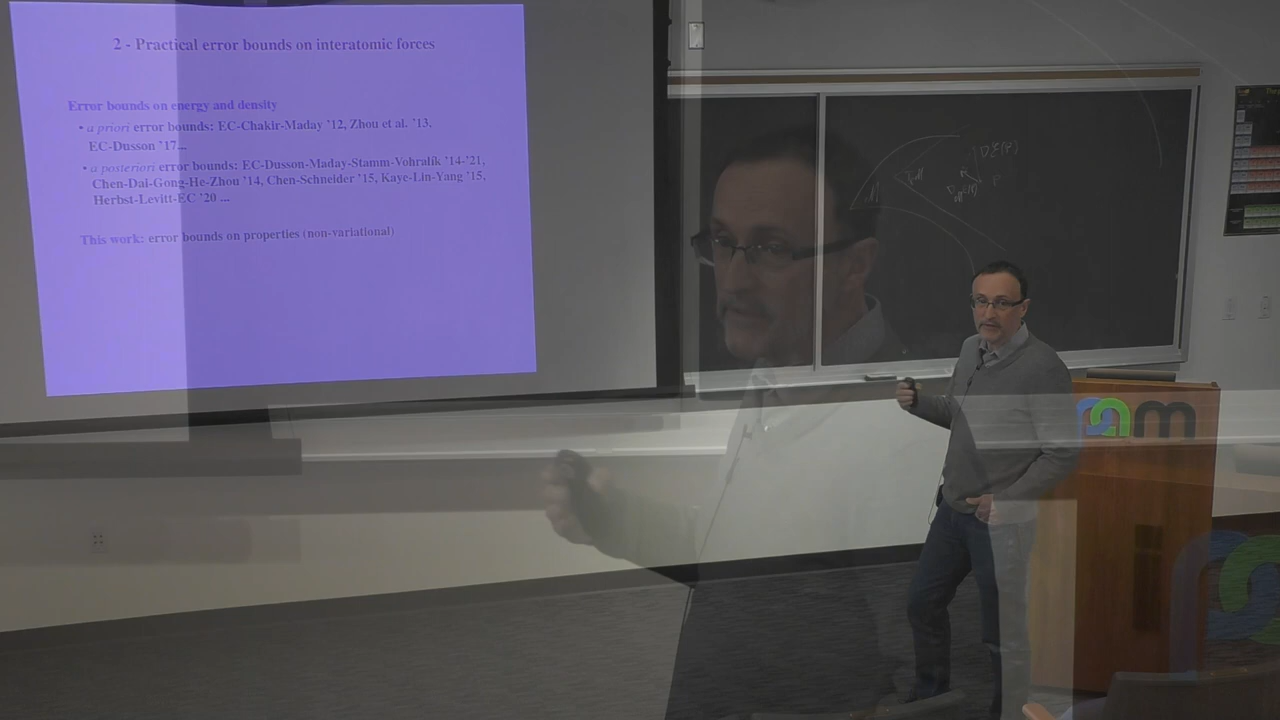 2 - Practical error bounds on interatomic forces
Error bounds on energy and density
• a priori error bounds: EC-Chakir-Maday ’12, Zhou et al. ’13,
EC-Dusson ’17...
• a posteriori error bounds: EC-Dusson-Maday-Stamm-Vohralík ’14-’21,
Chen-Dai-Gong-He-Zhou ’14, Chen-Schneider ’15, Kaye-Lin-Yang ’15,
Herbst-Levitt-EC ’20 ...
This work: error bounds on properties (non-variational)